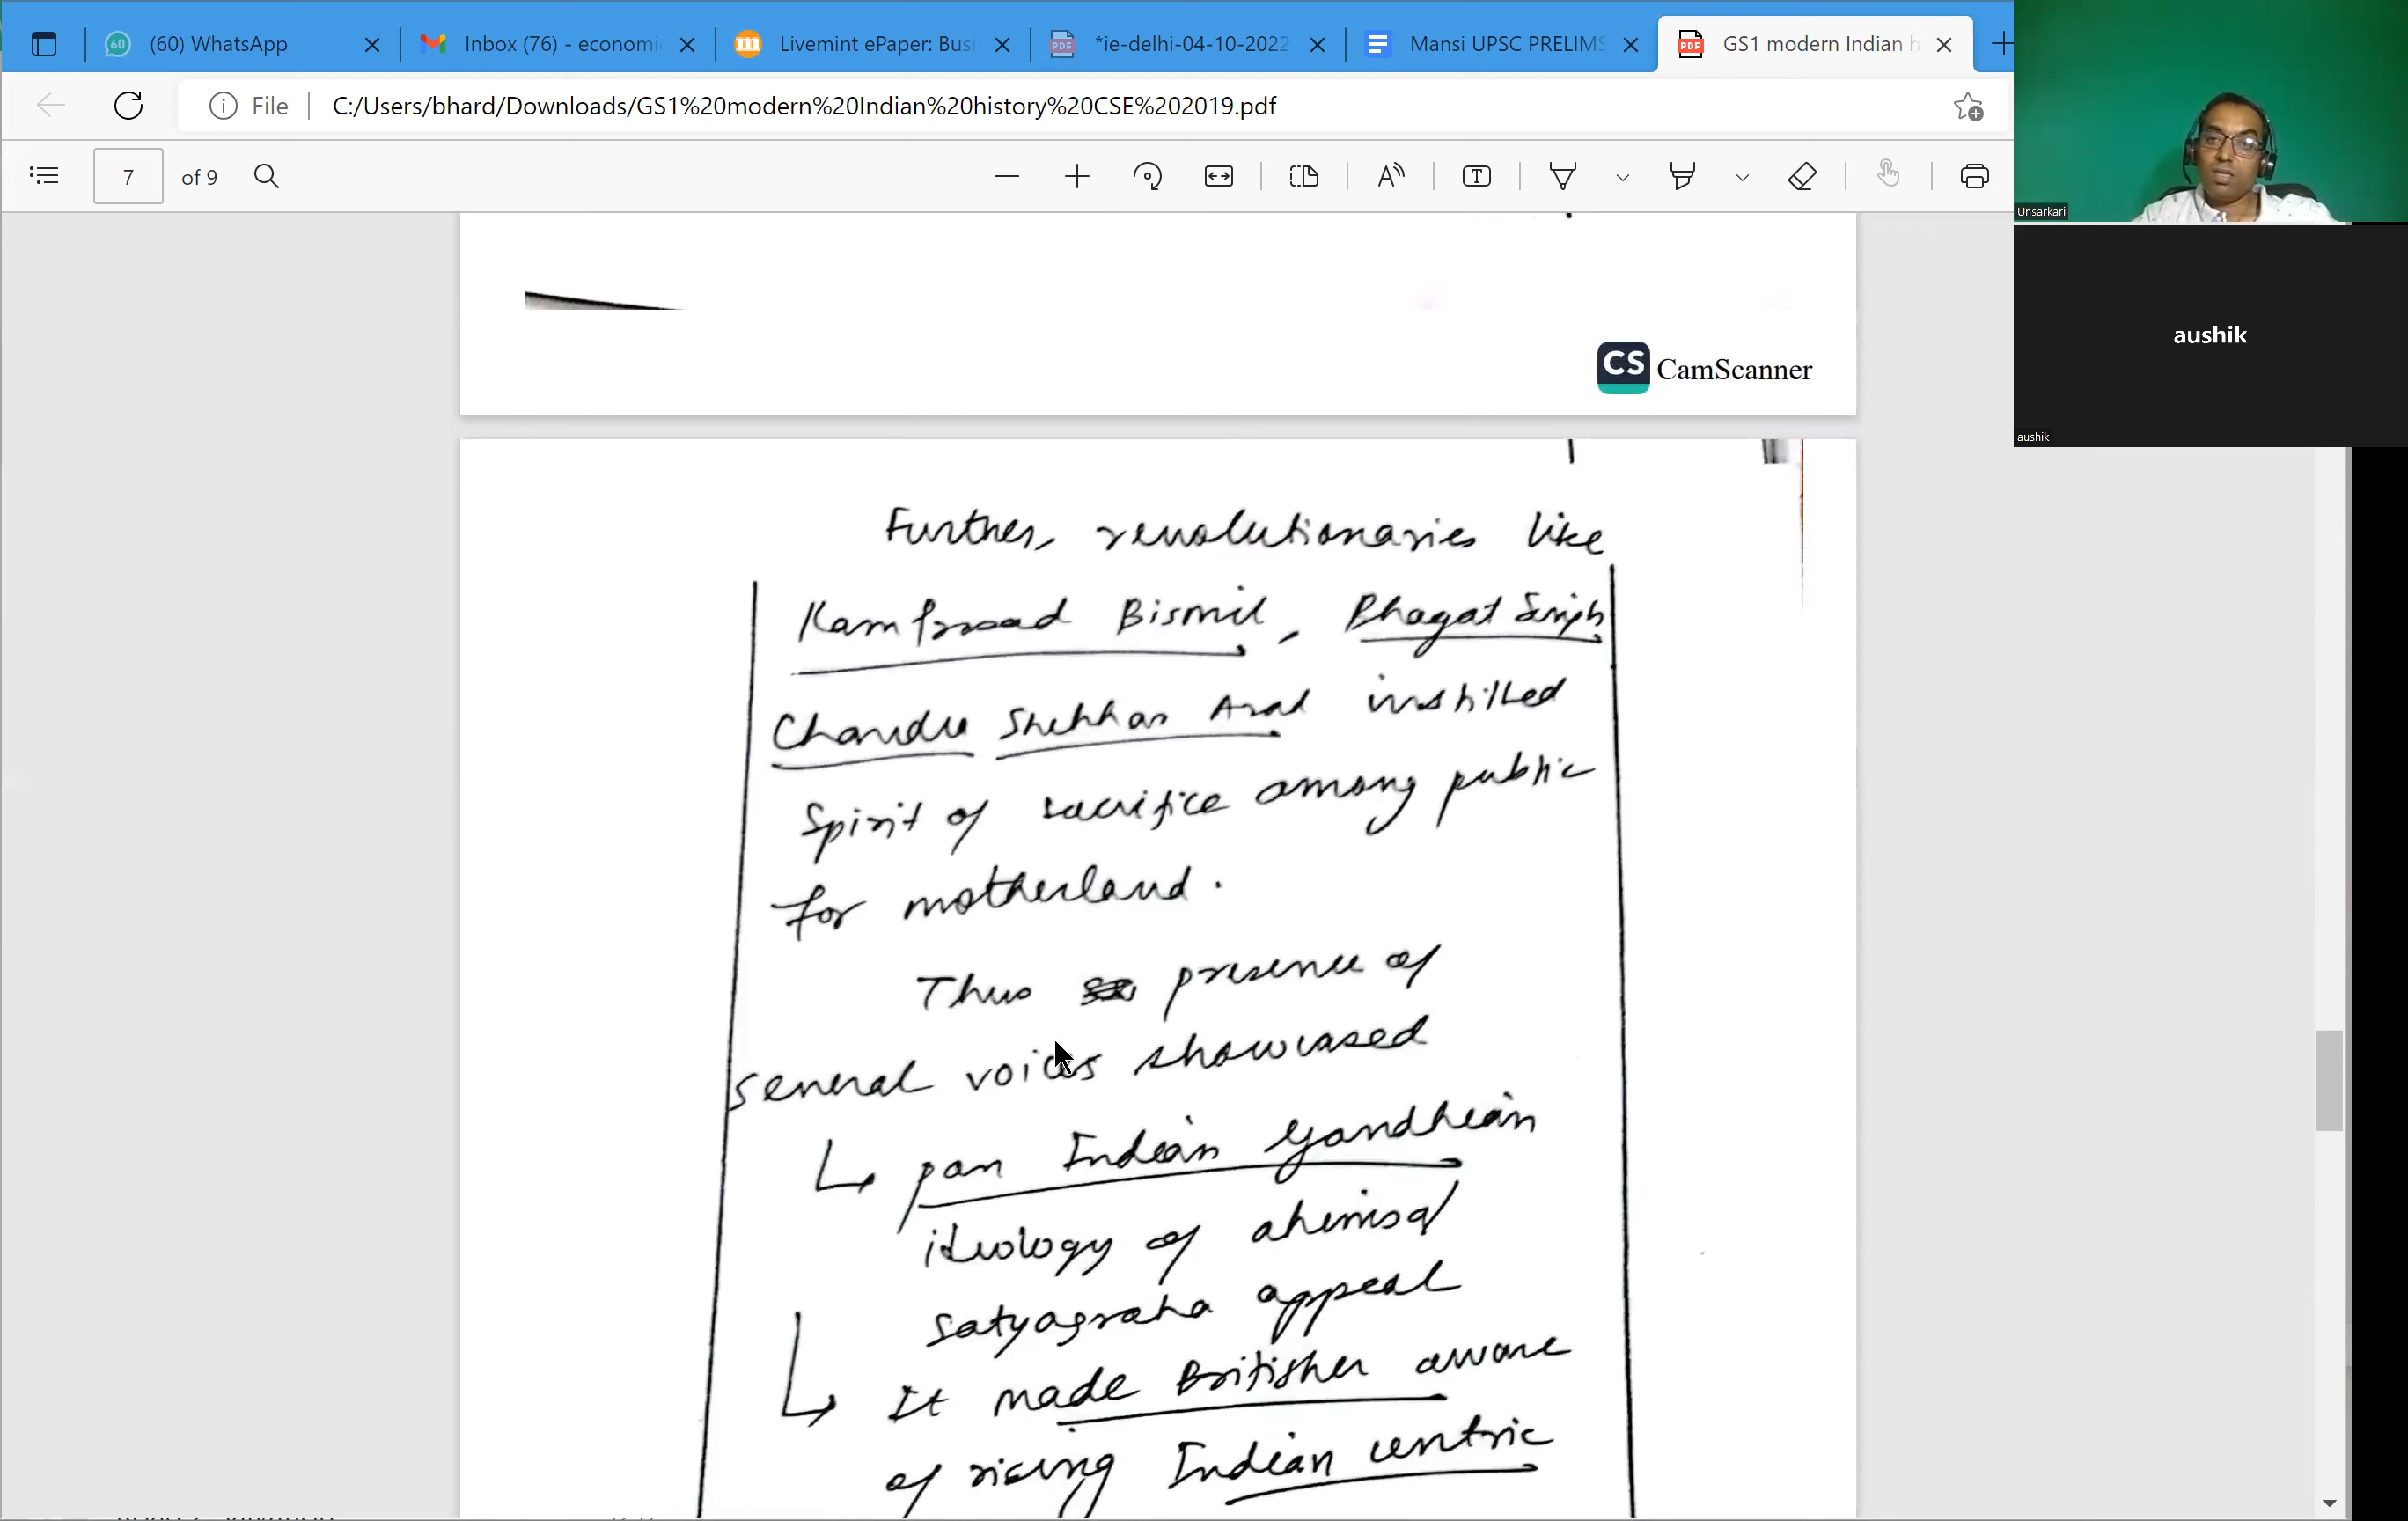 (60) WhatsApp
Inbox (76) - economi
Livemint ePaper: Busi
*ie-delhi-04-10-2022
Mansi UPSC PRELIMS
GS1 modern Indian h
File
C:/Users/bhard/Downloads/GS1%20modern%20Indian%20history%20CSE%202019.pdf
7 of 9
Unsarkari
aushik
aushik
CS CamScanner
Further, revolutionaries like
Ramprasad Bismil, Bhagat Singh
Chandra Shekhar Azad instilled
spirit of sacrifice among public
for motherland.
Thus presence of
several voices showcased
↳ pan Indian Gandhian
ideology of ahimsa/
satyagraha appeal
↳ It made Britisher aware
of rising Indian centric